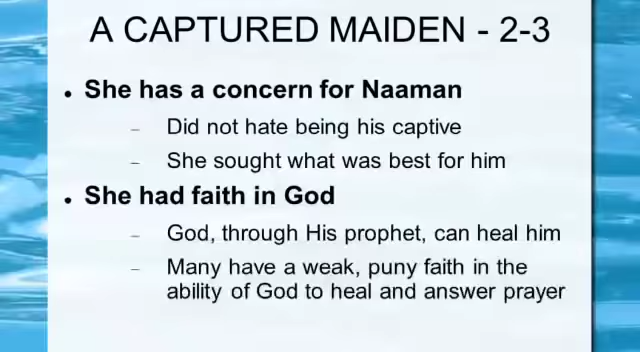 A CAPTURED MAIDEN - 2-3
• She has a concern for Naaman
– Did not hate being his captive
– She sought what was best for him
• She had faith in God
– God, through His prophet, can heal him
– Many have a weak, puny faith in the
ability of God to heal and answer prayer